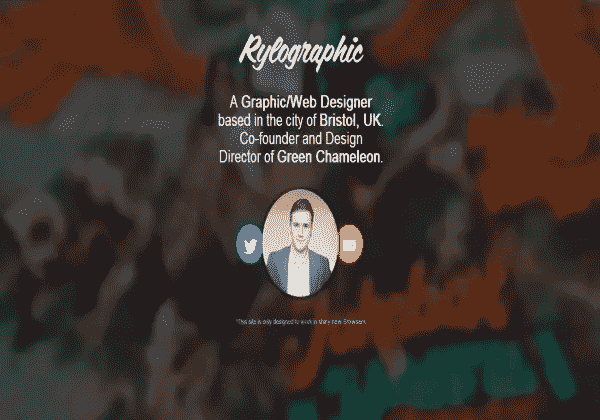 Rylographic
A Graphic/Web Designer
based in the city of Bristol, UK.
Co-founder and Design
Director of Green Chameleon.
*This site is only designed to work in shiny new Browsers.